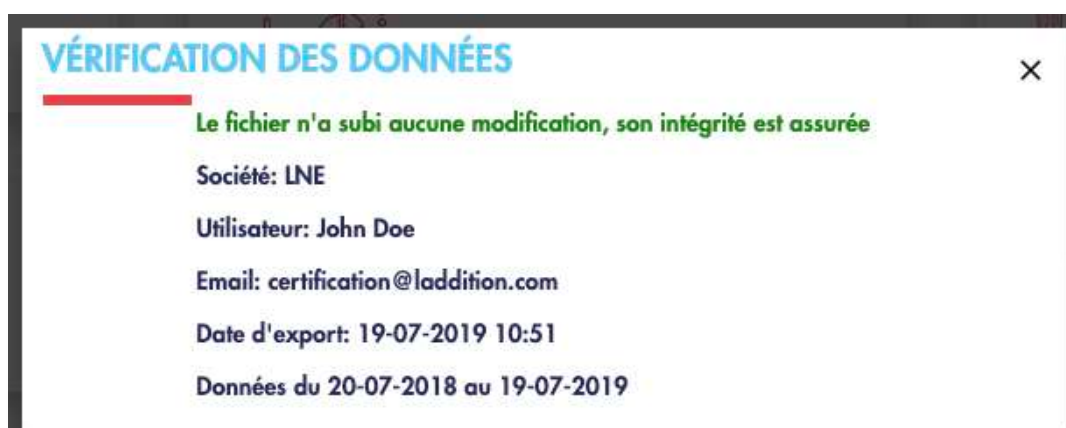 VÉRIFICATION DES DONNÉES
Le fichier n'a subi aucune modification, son intégrité est assurée
Société: LNE
Utilisateur: John Doe
Email: certification@laddition.com
Date d'export: 19-07-2019 10:51
Données du 20-07-2018 au 19-07-2019